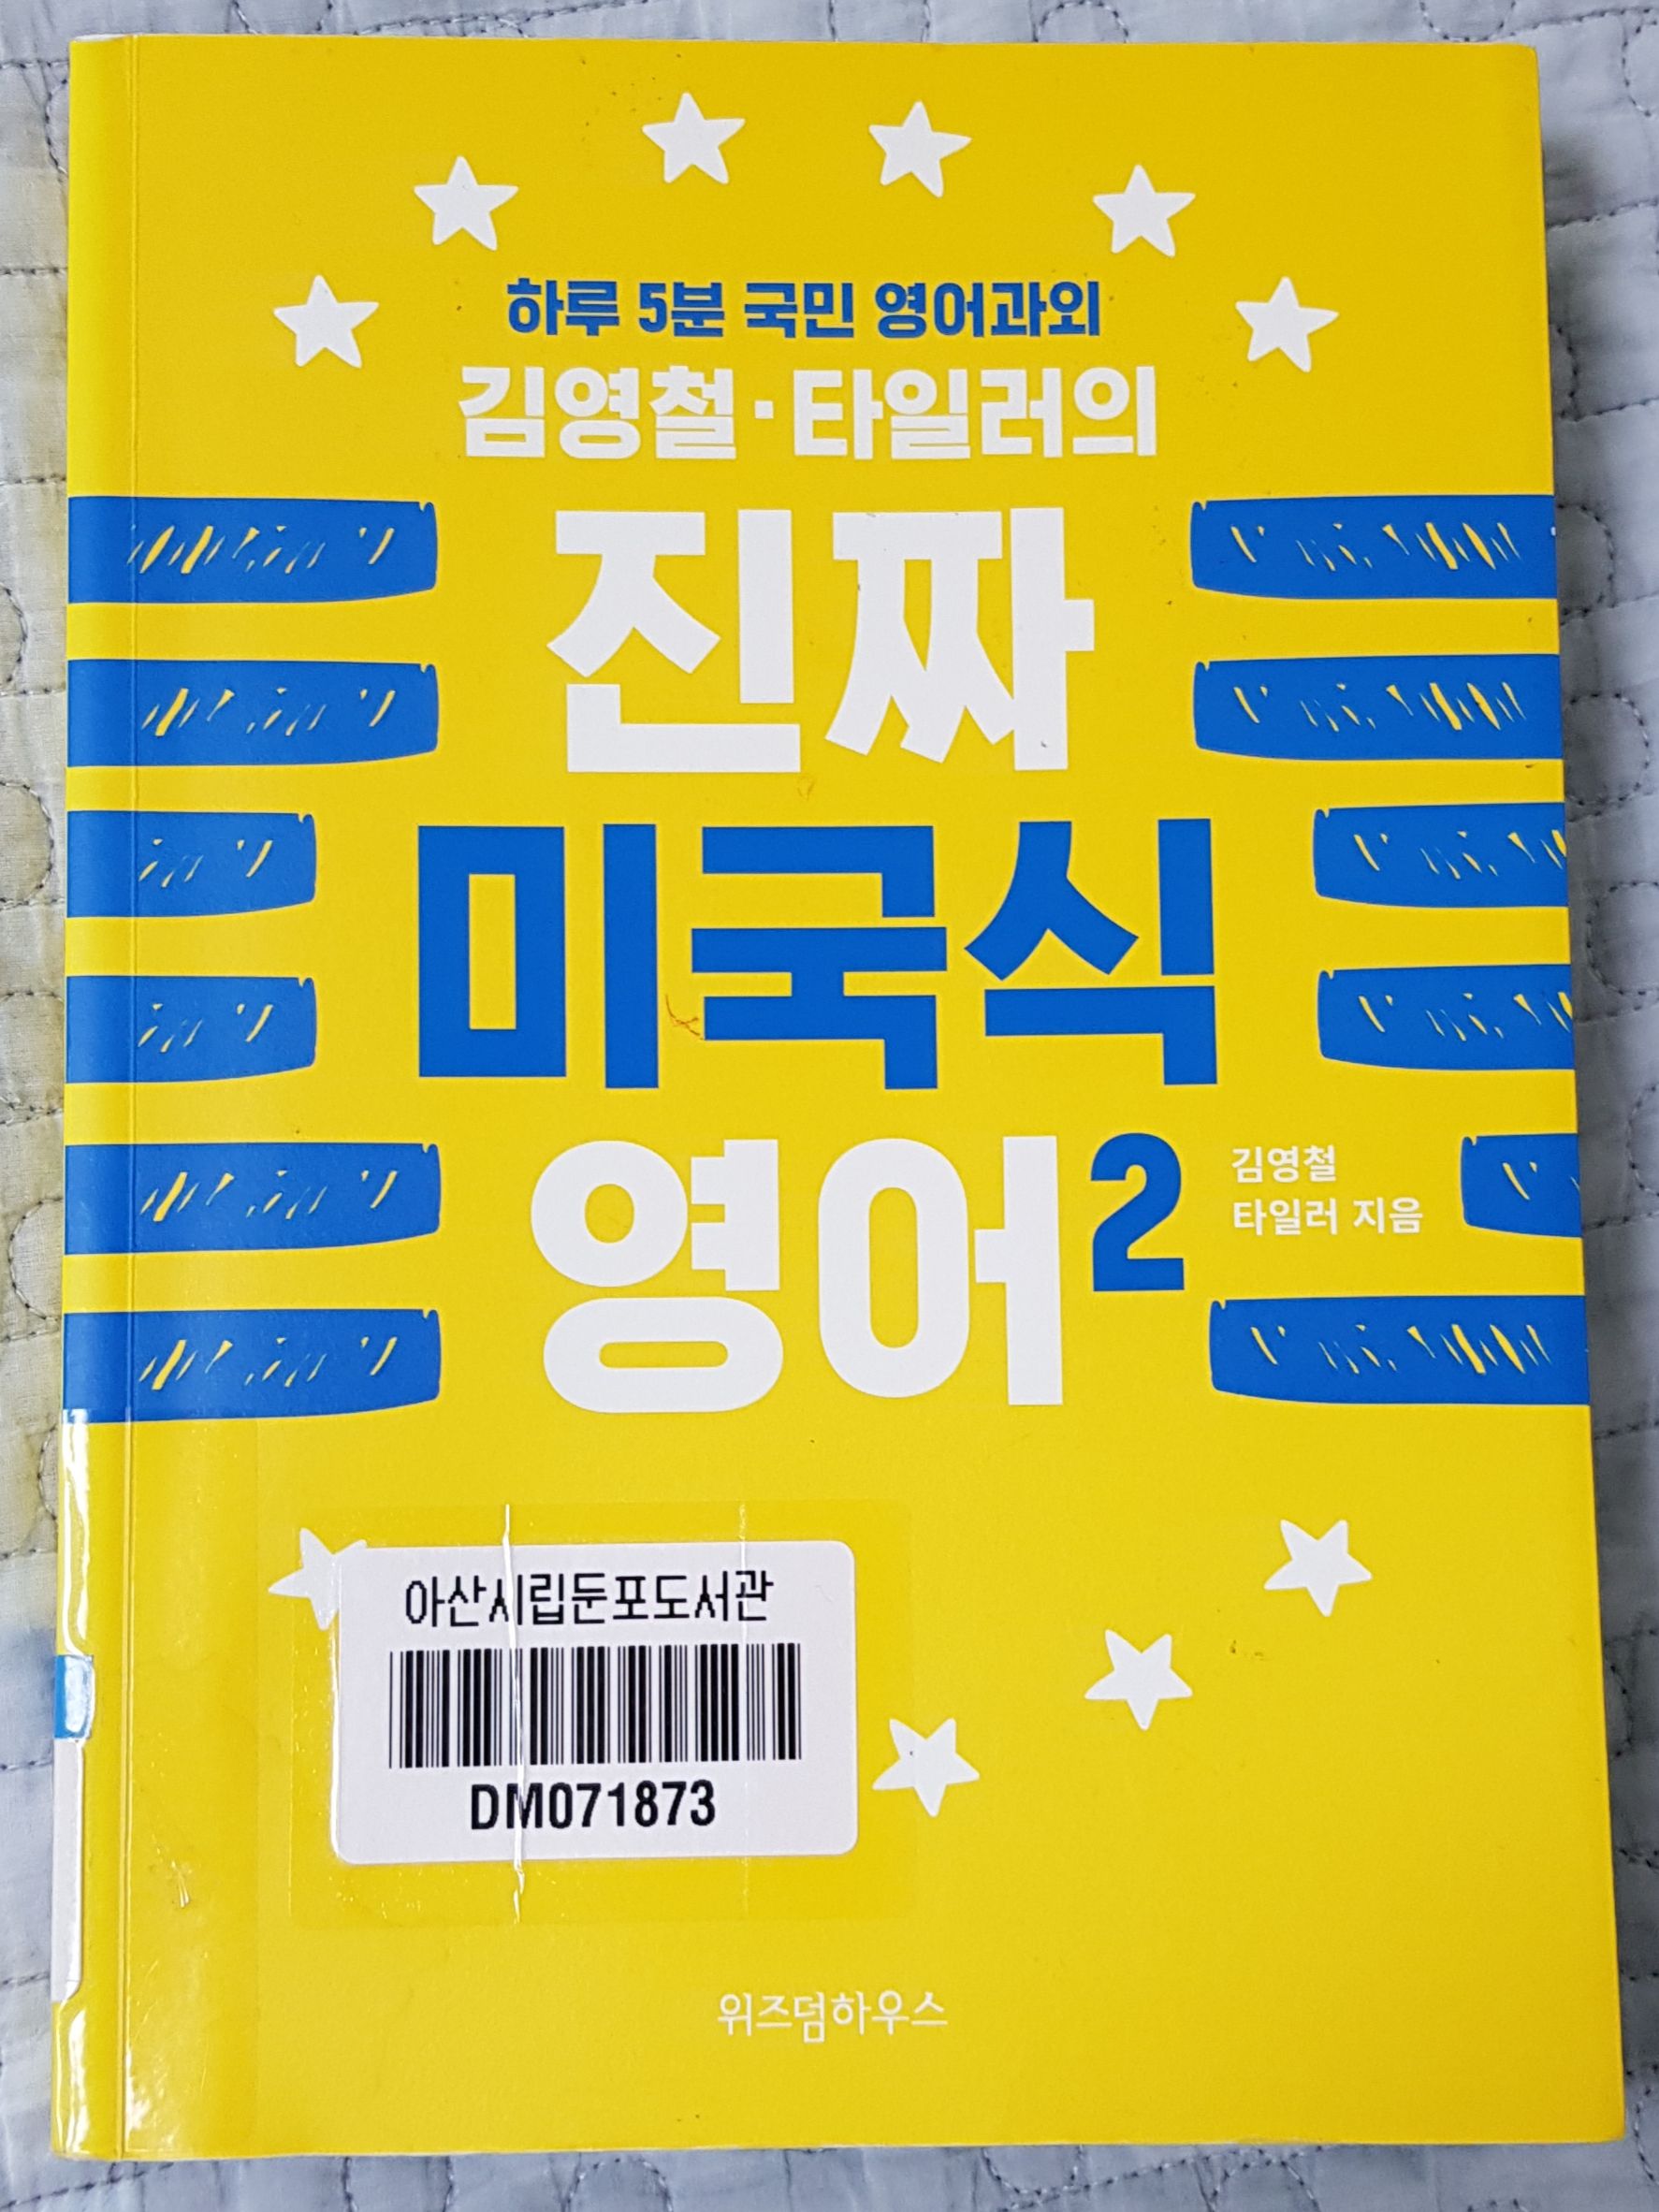 하루 5분 국민 영어과외
김영철·타일러의
진짜
미국식
영어2
김영철
타일러 지음
아산시립둔포도서관
DM071873
위즈덤하우스